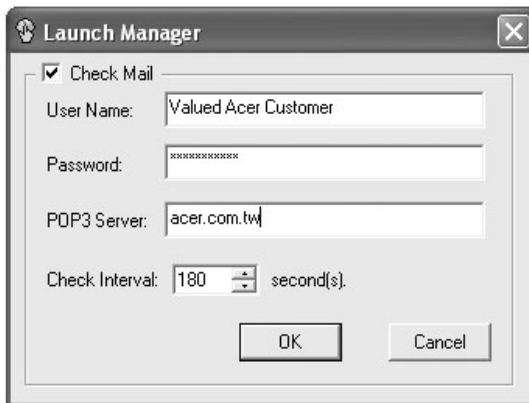 Launch Manager
Check Mail
User Name: Valued Acer Customer
Password: ***********
POP3 Server: acer.com.tw
Check Interval: 180 second(s).
OK Cancel